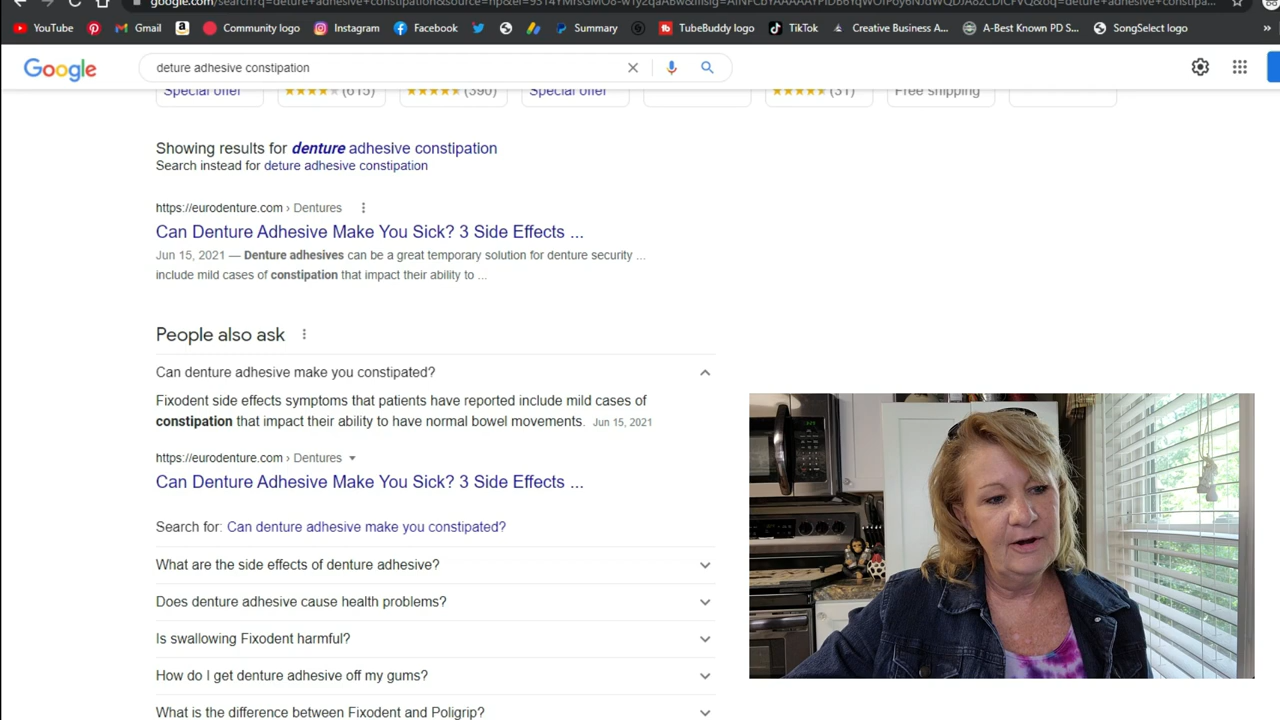 YouTube Gmail Community logo Instagram Facebook Summary TubeBuddy logo TikTok Creative Business A... A-Best Known PD S... SongSelect logo »
Google deture adhesive constipation
Special offer (615) (390) Special offer (31) Free shipping
Showing results for denture adhesive constipation
Search instead for deture adhesive constipation
https://eurodenture.com › Dentures
Can Denture Adhesive Make You Sick? 3 Side Effects ...
Jun 15, 2021 — Denture adhesives can be a great temporary solution for denture security ...
include mild cases of constipation that impact their ability to ...
People also ask
Can denture adhesive make you constipated?
Fixodent side effects symptoms that patients have reported include mild cases of
constipation that impact their ability to have normal bowel movements. Jun 15, 2021
https://eurodenture.com › Dentures
Can Denture Adhesive Make You Sick? 3 Side Effects ...
Search for: Can denture adhesive make you constipated?
What are the side effects of denture adhesive?
Does denture adhesive cause health problems?
Is swallowing Fixodent harmful?
How do I get denture adhesive off my gums?
What is the difference between Fixodent and Poligrip?